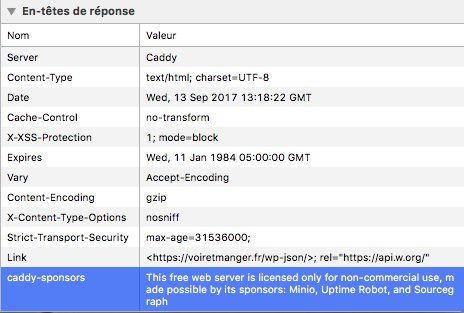 En-têtes de réponse
Nom Valeur
Server Caddy
Content-Type text/html; charset=UTF-8
Date Wed, 13 Sep 2017 13:18:22 GMT
Cache-Control no-transform
X-XSS-Protection 1; mode=block
Expires Wed, 11 Jan 1984 05:00:00 GMT
Vary Accept-Encoding
Content-Encoding gzip
X-Content-Type-Options nosniff
Strict-Transport-Security max-age=31536000;
Link <https://voiretmanger.fr/wp-json/>; rel="https://api.w.org/"
caddy-sponsors This free web server is licensed only for non-commercial use, m
ade possible by its sponsors: Minio, Uptime Robot, and Sourceg
raph